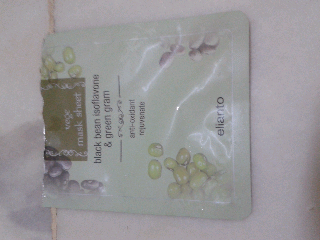 mask sheet
black bean isoflavone
& green gram
anti-oxidant
rejuvenate
elianto